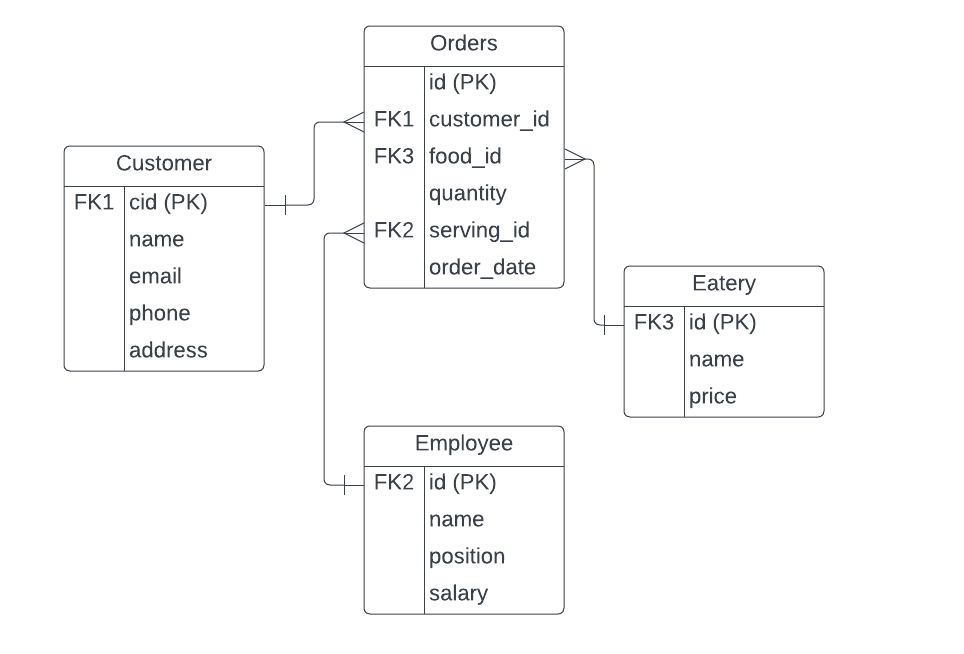 Orders
id (PK)
FK1 customer_id
FK3 food_id
quantity
FK2 serving_id
order_date
Customer
FK1 cid (PK)
name
email
phone
address
Eatery
FK3 id (PK)
name
price
Employee
FK2 id (PK)
name
position
salary